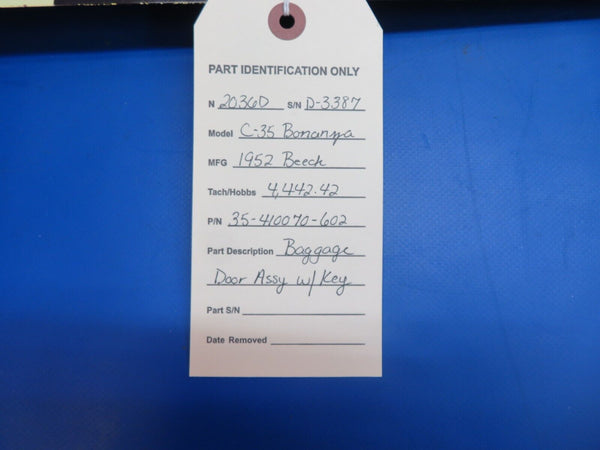 PART IDENTIFICATION ONLY
N 2036D S/N D-3387
Model C-35 Bonanza
MFG 1952 Beech
Tach/Hobbs 4,442.42
P/N 35-410070-602
Part Description Baggage
Door Assy w/ Key
Part S/N
Date Removed